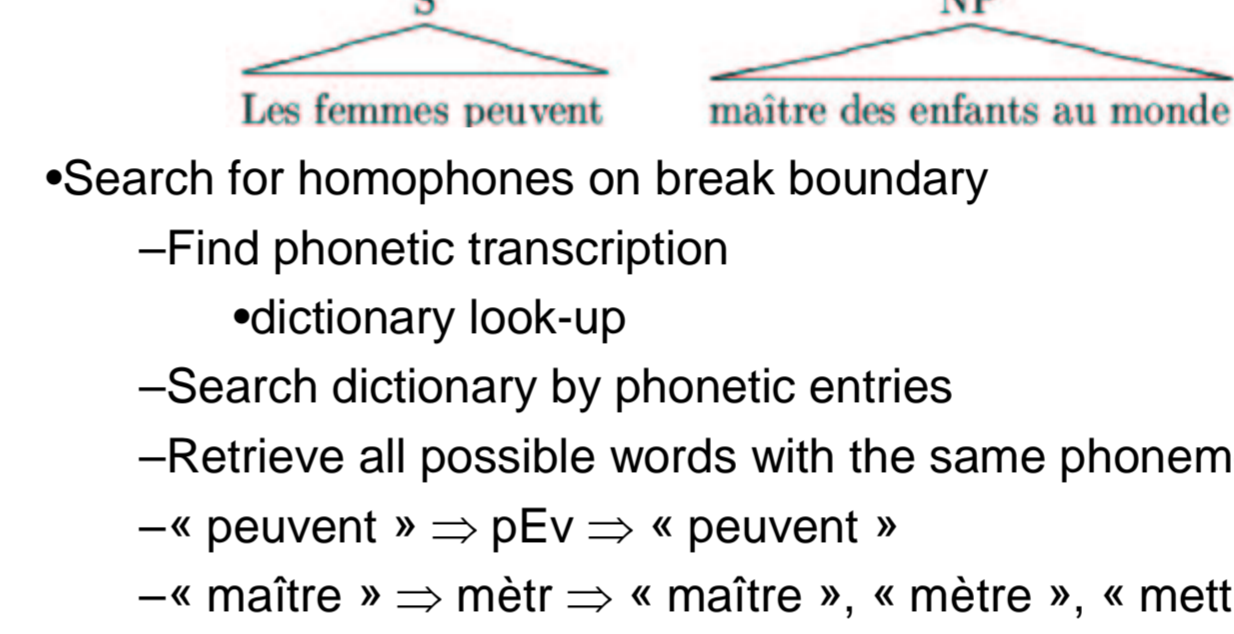 S NP
Les femmes peuvent maître des enfants au monde
•Search for homophones on break boundary
–Find phonetic transcription
•dictionary look-up
–Search dictionary by phonetic entries
–Retrieve all possible words with the same phonem
–« peuvent » ⇒ pEv ⇒ « peuvent »
–« maître » ⇒ mètr ⇒ « maître », « mètre », « mett